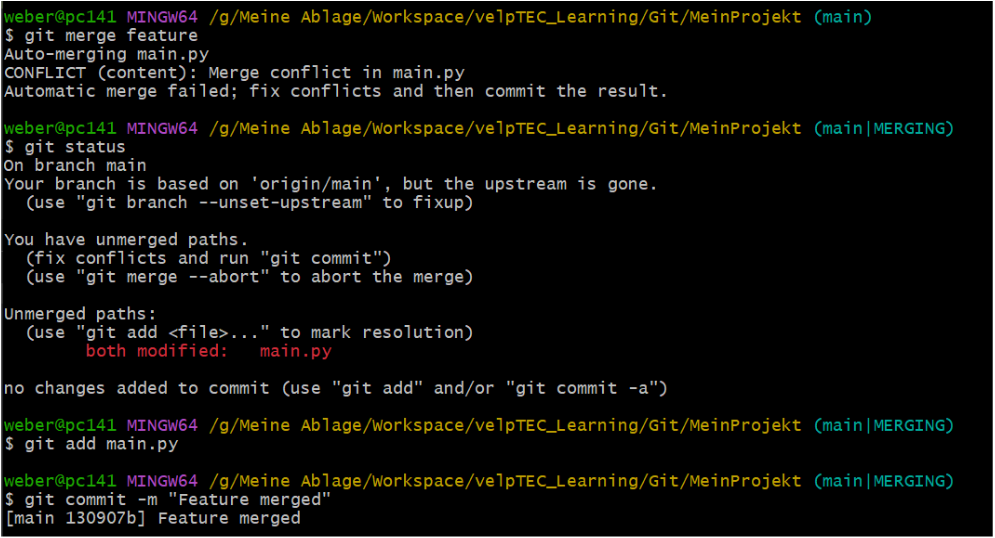 weber@pc141 MINGW64 /g/Meine Ablage/Workspace/velpTEC_Learning/Git/MeinProjekt (main)
$ git merge feature
Auto-merging main.py
CONFLICT (content): Merge conflict in main.py
Automatic merge failed; fix conflicts and then commit the result.
weber@pc141 MINGW64 /g/Meine Ablage/Workspace/velpTEC_Learning/Git/MeinProjekt (main|MERGING)
$ git status
On branch main
Your branch is based on 'origin/main', but the upstream is gone.
  (use "git branch --unset-upstream" to fixup)
You have unmerged paths.
  (fix conflicts and run "git commit")
  (use "git merge --abort" to abort the merge)
Unmerged paths:
  (use "git add <file>..." to mark resolution)
        both modified:   main.py
no changes added to commit (use "git add" and/or "git commit -a")
weber@pc141 MINGW64 /g/Meine Ablage/Workspace/velpTEC_Learning/Git/MeinProjekt (main|MERGING)
$ git add main.py
weber@pc141 MINGW64 /g/Meine Ablage/Workspace/velpTEC_Learning/Git/MeinProjekt (main|MERGING)
$ git commit -m "Feature merged"
[main 130907b] Feature merged